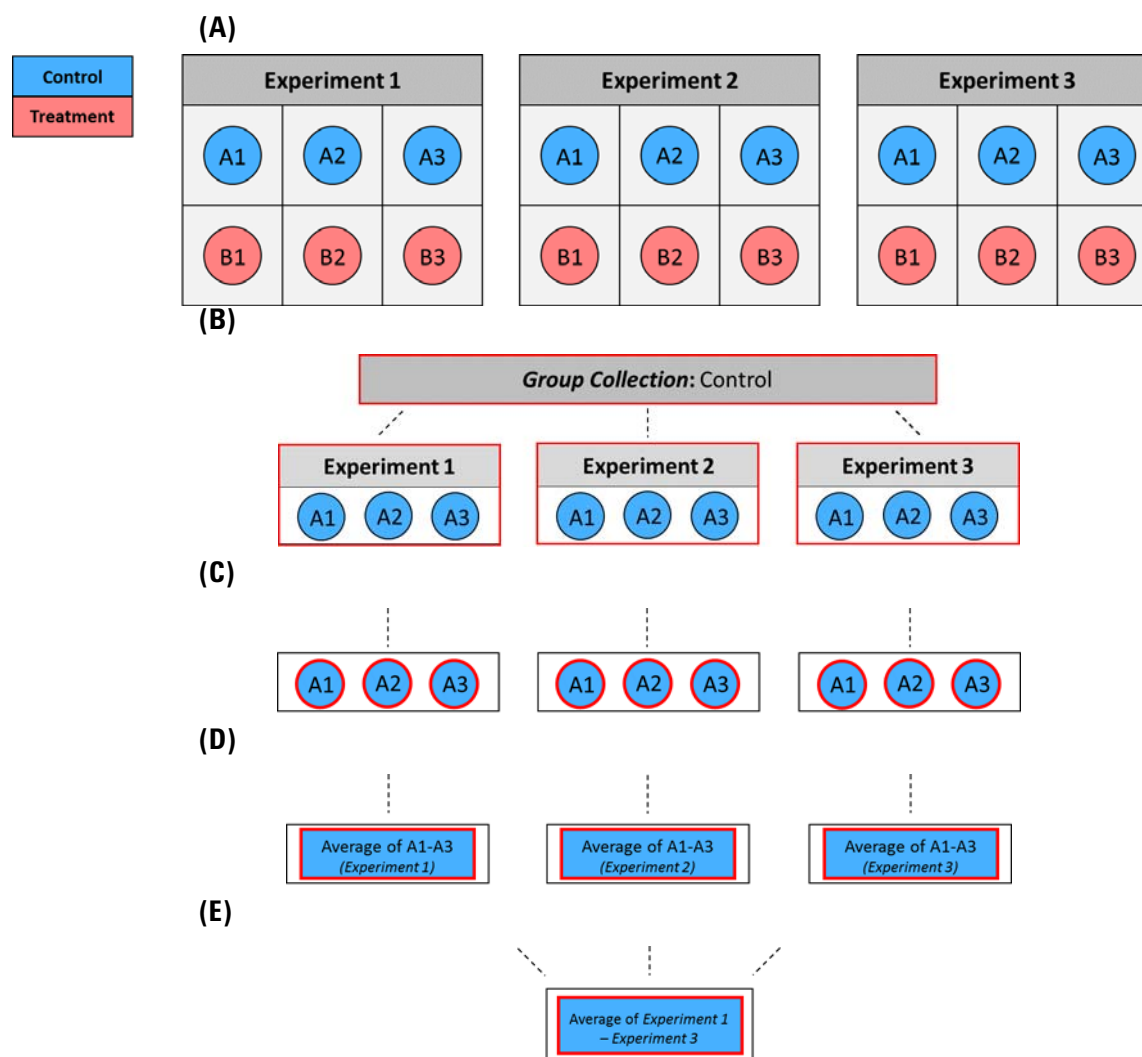 (A)
Control
Treatment
Experiment 1
Experiment 2
Experiment 3
A1 A2 A3 A1 A2 A3 A1 A2 A3
B1 B2 B3 B1 B2 B3 B1 B2 B3
(B)
Group Collection: Control
Experiment 1
Experiment 2
Experiment 3
A1 A2 A3 A1 A2 A3 A1 A2 A3
(C)
A1 A2 A3 A1 A2 A3 A1 A2 A3
(D)
Average of A1-A3
(Experiment 1)
Average of A1-A3
(Experiment 2)
Average of A1-A3
(Experiment 3)
(E)
Average of Experiment 1
– Experiment 3